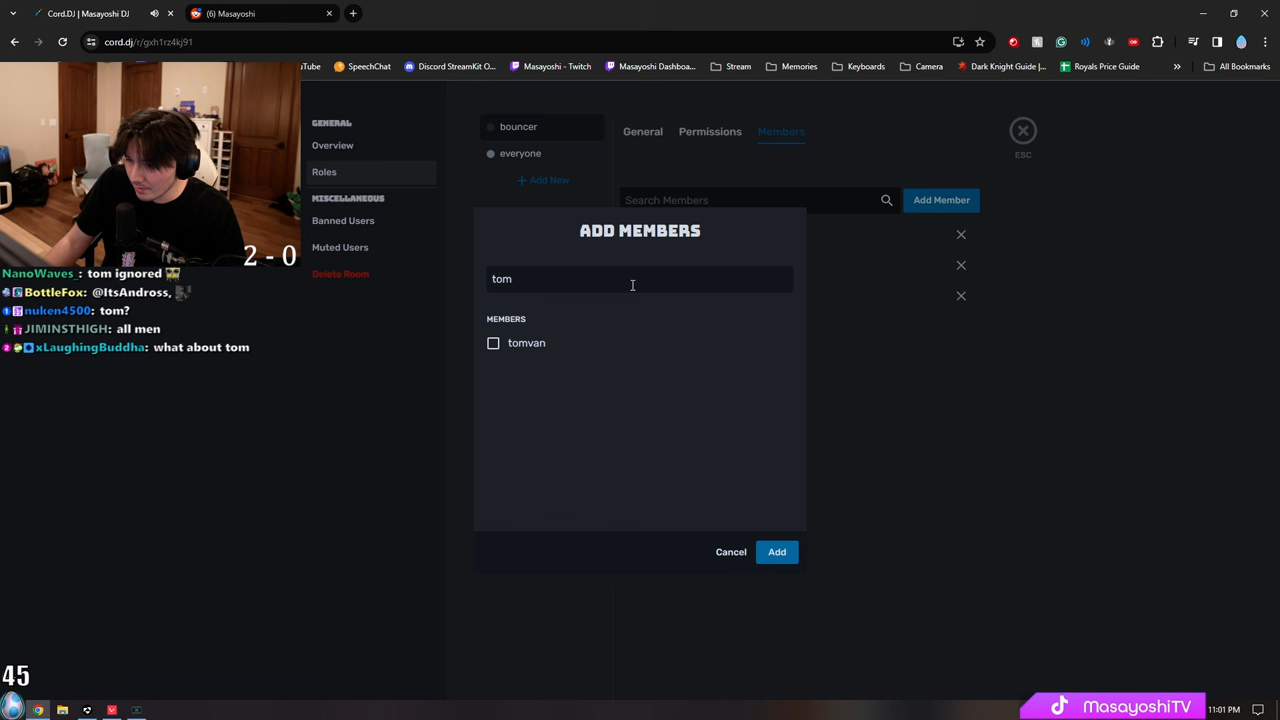 Cord.DJ | Masayoshi DJ
(6) Masayoshi
cord.dj/r/gxh1rz4kj91
uTube
SpeechChat
Discord StreamKit O...
Masayoshi - Twitch
Masayoshi Dashboa...
Stream
Memories
Keyboards
Camera
Dark Knight Guide |...
Royals Price Guide
»
All Bookmarks
GENERAL
Overview
Roles
MISCELLANEOUS
Banned Users
Muted Users
Delete Room
bouncer
everyone
+ Add New
General
Permissions
Members
ESC
Search Members
Add Member
ADD MEMBERS
tom
MEMBERS
tomvan
Cancel
Add
2 - 0
NanoWaves: tom ignored
BottleFox: @ItsAndross,
nuken4500: tom?
JIMINSTHIGH: all men
xLaughingBuddha: what about tom
45
MasayoshiTV
11:01 PM